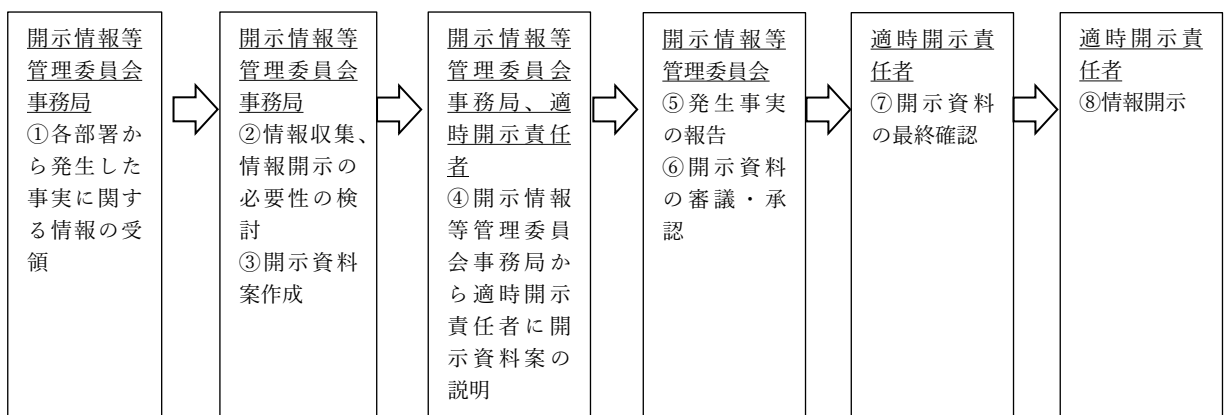 開示情報等
管理委員会
事務局
①各部署か
ら発生した
事実に関す
る情報の受
領
開示情報等
管理委員会
事務局
②情報収集、
情報開示の
必要性の検
討
③開示資料
案作成
開示情報等
管理委員会
事務局、適
時開示責任
者
④開示情報
等管理委員
会事務局か
ら適時開示
責任者に開
示資料案の
説明
開示情報等
管理委員会
⑤発生事実
の報告
⑥開示資料
の審議・承
認
適時開示責
任者
⑦開示資料
の最終確認
適時開示責
任者
⑧情報開示